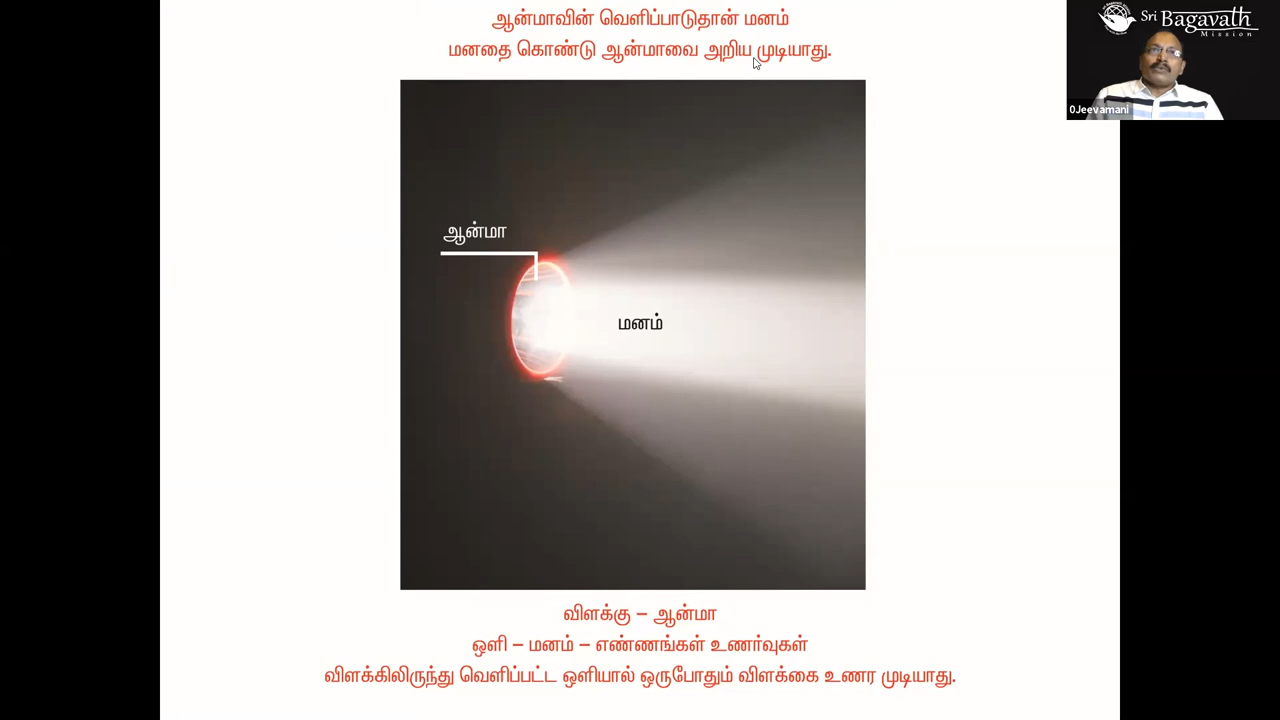 ஆன்மாவின் வெளிப்பாடுதான் மனம்
மனதை கொண்டு ஆன்மாவை அறிய முடியாது.
Sri Bagavath
Mission
0Jeevamani
ஆன்மா
மனம்
விளக்கு – ஆன்மா
ஒளி – மனம் – எண்ணங்கள் உணர்வுகள்
விளக்கிலிருந்து வெளிப்பட்ட ஒளியால் ஒருபோதும் விளக்கை உணர முடியாது.